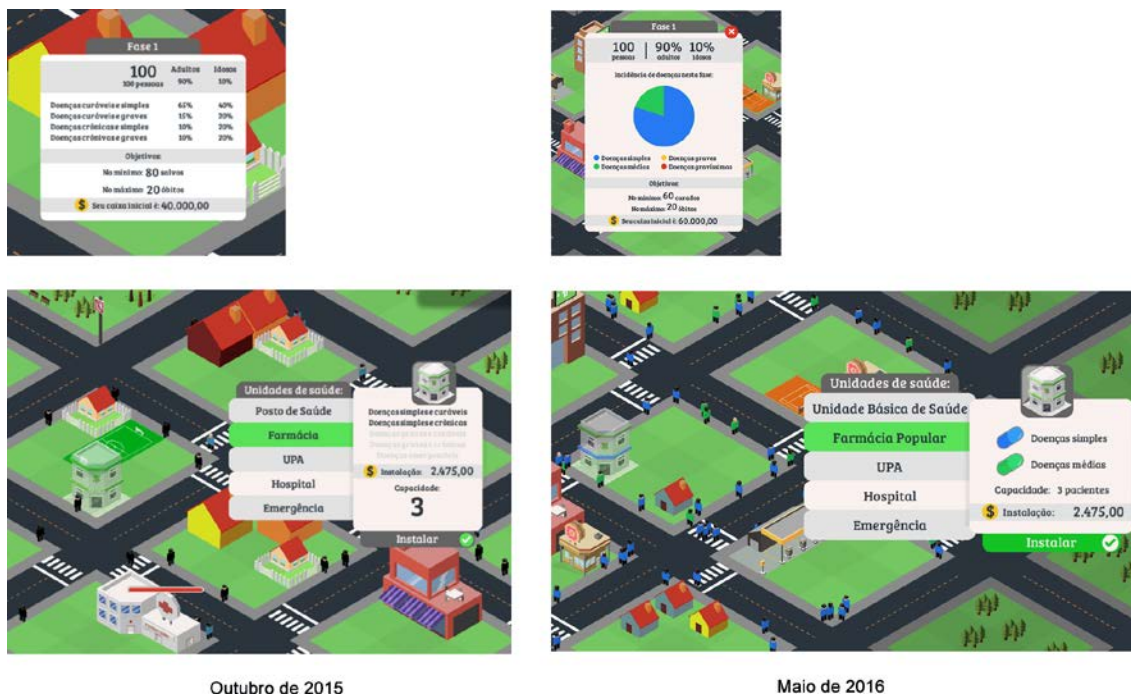 Fase 1
100 Adultos Idosos
100 pessoas 90% 10%
Doenças curáveis e simples 65% 40%
Doenças curáveis e graves 15% 20%
Doenças crônicas e simples 10% 20%
Doenças crônicas e graves 10% 20%
Objetivos:
No mínimo: 80 salvos
No máximo: 20 óbitos
$ Seu caixa inicial é: 40.000,00
Fase 1
100 90% 10%
pessoas adultos idosos
Incidência de doenças nesta fase:
Doenças simples Doenças graves
Doenças médias Doenças gravíssimas
Objetivos:
No mínimo: 60 curados
No máximo: 20 óbitos
$ Seu caixa inicial é: 60.000,00
Unidades de saúde:
Posto de Saúde
Farmácia
UPA
Hospital
Emergência
Doenças simples e curáveis
Doenças simples e crônicas
$ Instalação: 2.475,00
Capacidade:
3
Instalar
Unidades de saúde:
Unidade Básica de Saúde
Farmácia Popular
UPA
Hospital
Emergência
Doenças simples
Doenças médias
Capacidade: 3 pacientes
$ Instalação: 2.475,00
Instalar
Outubro de 2015
Maio de 2016